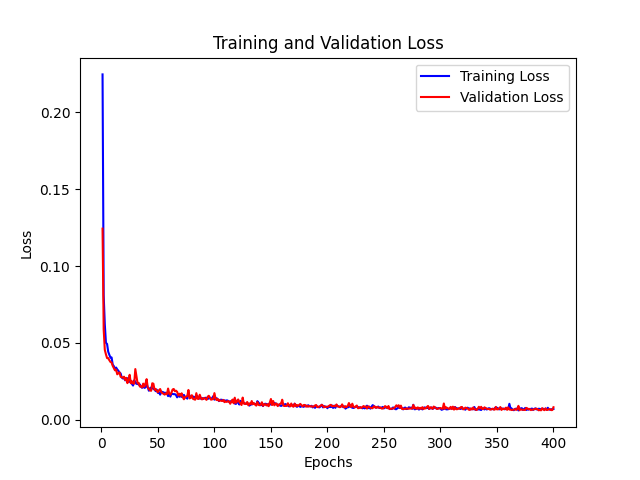 Training and Validation Loss
Training Loss
Validation Loss
Loss
0.20
0.15
0.10
0.05
0.00
0 50 100 150 200 250 300 350 400
Epochs